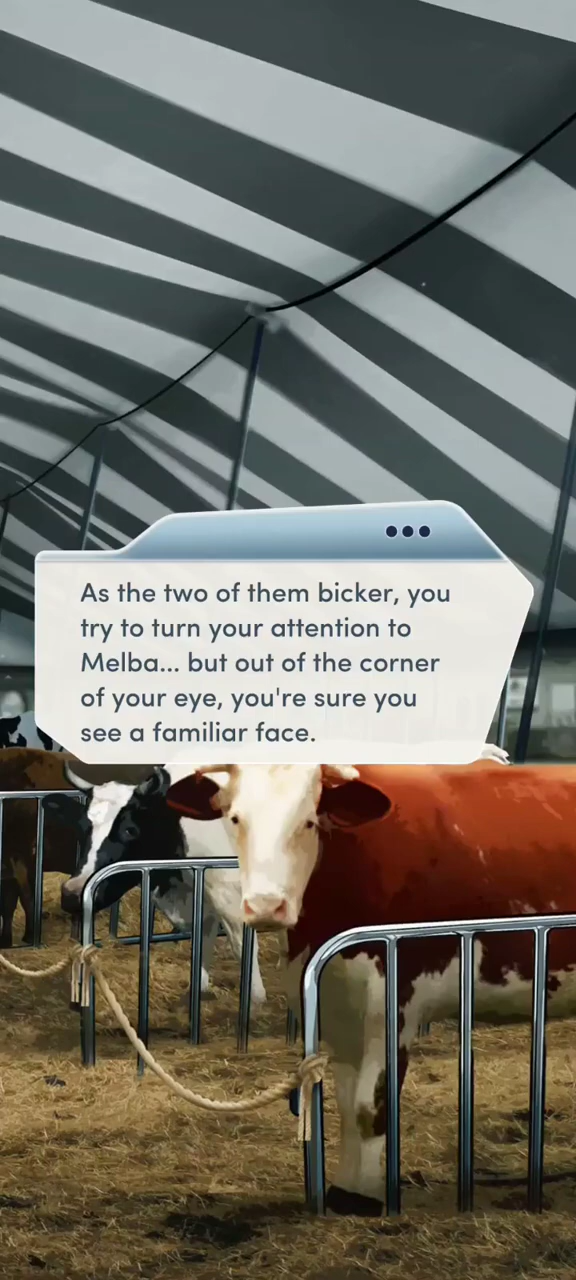 As the two of them bicker, you
try to turn your attention to
Melba... but out of the corner
of your eye, you're sure you
see a familiar face.